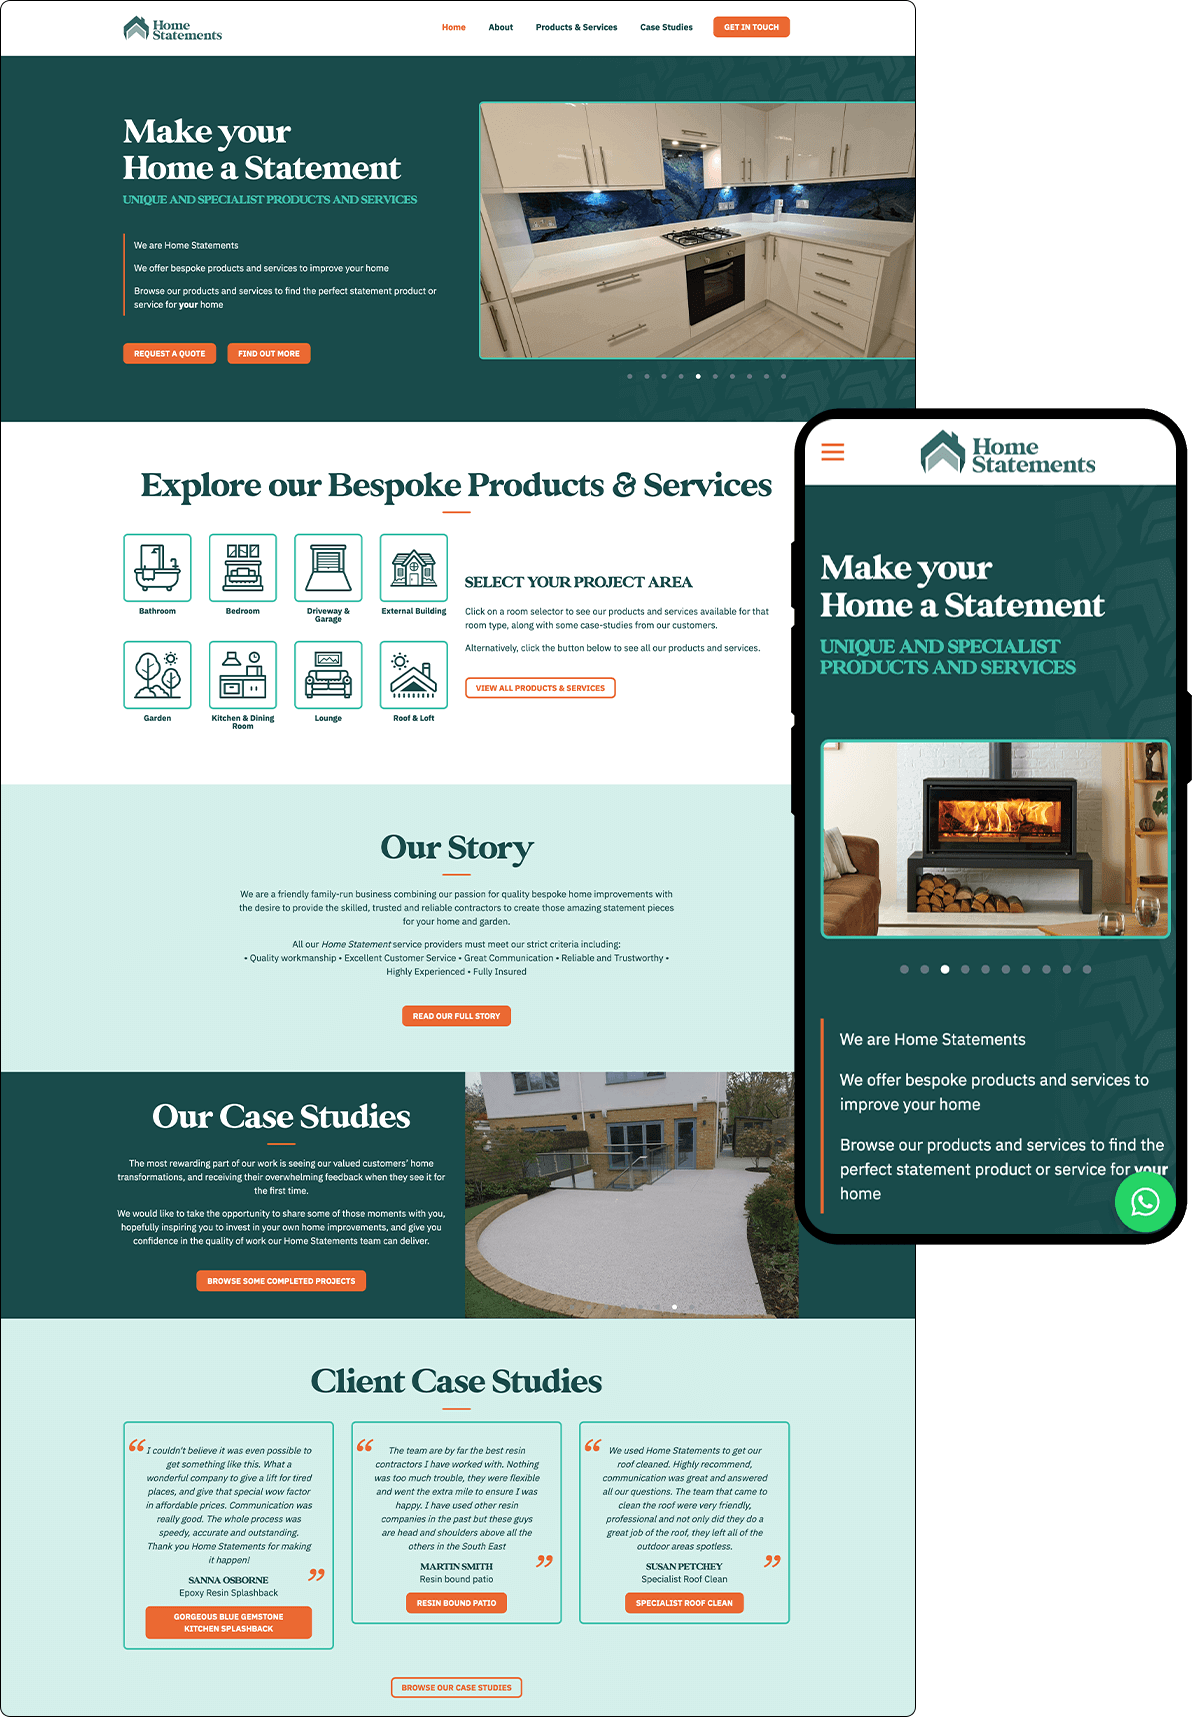 Home
Statements
Home
About
Products & Services
Case Studies
GET IN TOUCH
Make your
Home a Statement
UNIQUE AND SPECIALIST PRODUCTS AND SERVICES
We are Home Statements
We offer bespoke products and services to improve your home
Browse our products and services to find the perfect statement product or
service for your home
REQUEST A QUOTE
FIND OUT MORE
Explore our Bespoke Products & Services
Bathroom
Bedroom
Driveway &
Garage
External Building
Garden
Kitchen & Dining
Room
Lounge
Roof & Loft
SELECT YOUR PROJECT AREA
Click on a room selector to see our products and services available for that
room type, along with some case-studies from our customers.
Alternatively, click the button below to see all our products and services.
VIEW ALL PRODUCTS & SERVICES
Our Story
We are a friendly family-run business combining our passion for quality bespoke home improvements with
the desire to provide the skilled, trusted and reliable contractors to create those amazing statement pieces
for your home and garden.
All our Home Statement service providers must meet our strict criteria including:
• Quality workmanship • Excellent Customer Service • Great Communication • Reliable and Trustworthy •
Highly Experienced • Fully Insured
READ OUR FULL STORY
Our Case Studies
The most rewarding part of our work is seeing our valued customers' home
transformations, and receiving their overwhelming feedback when they see it for
the first time.
We would like to take the opportunity to share some of those moments with you,
hopefully inspiring you to invest in your own home improvements, and give you
confidence in the quality of work our Home Statements team can deliver.
BROWSE SOME COMPLETED PROJECTS
Client Case Studies
“ I couldn't believe it was even possible to
get something like this. What a
wonderful company to give a lift for tired
places, and give that special wow factor
in affordable prices. Communication was
really good. The whole process was
speedy, accurate and outstanding.
Thank you Home Statements for making
it happen! ”
SANNA OSBORNE
Epoxy Resin Splashback
GORGEOUS BLUE GEMSTONE
KITCHEN SPLASHBACK
“ The team are by far the best resin
contractors I have worked with. Nothing
was too much trouble, they were flexible
and went the extra mile to ensure I was
happy. I have used other resin
companies in the past but these guys
are head and shoulders above all the
others in the South East ”
MARTIN SMITH
Resin bound patio
RESIN BOUND PATIO
“ We used Home Statements to get our
roof cleaned. Highly recommend,
communication was great and answered
all our questions. The team that came to
clean the roof were very friendly,
professional and not only did they do a
great job of the roof, they left all of the
outdoor areas spotless. ”
SUSAN PETCHEY
Specialist Roof Clean
SPECIALIST ROOF CLEAN
BROWSE OUR CASE STUDIES
Home
Statements
Make your
Home a Statement
UNIQUE AND SPECIALIST
PRODUCTS AND SERVICES
We are Home Statements
We offer bespoke products and services to
improve your home
Browse our products and services to find the
perfect statement product or service for your
home